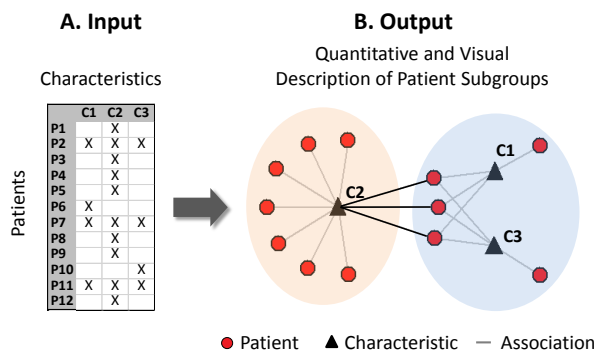 A. Input
B. Output
Quantitative and Visual
Description of Patient Subgroups
Characteristics
Patients
C1 C2 C3
P1 X
P2 X X X
P3 X
P4 X
P5 X
P6 X
P7 X X X
P8 X
P9 X
P10 X
P11 X X X
P12 X
C2
C1
C3
Patient
Characteristic
Association